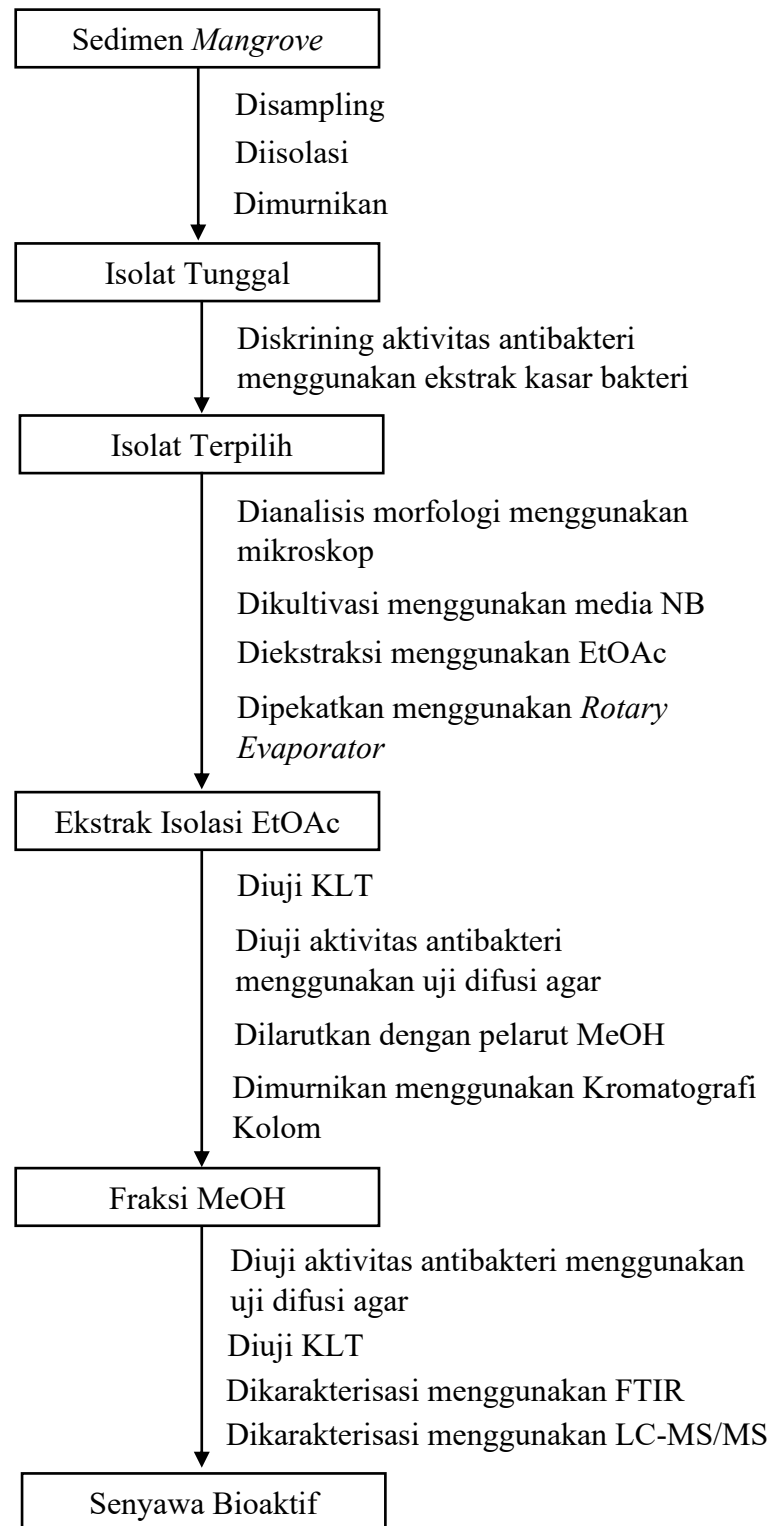 Sedimen Mangrove
Disampling
Diisolasi
Dimurnikan
Isolat Tunggal
Diskrining aktivitas antibakteri
menggunakan ekstrak kasar bakteri
Isolat Terpilih
Dianalisis morfologi menggunakan
mikroskop
Dikultivasi menggunakan media NB
Diekstraksi menggunakan EtOAc
Dipekatkan menggunakan Rotary
Evaporator
Ekstrak Isolasi EtOAc
Diuji KLT
Diuji aktivitas antibakteri
menggunakan uji difusi agar
Dilarutkan dengan pelarut MeOH
Dimurnikan menggunakan Kromatografi
Kolom
Fraksi MeOH
Diuji aktivitas antibakteri menggunakan
uji difusi agar
Diuji KLT
Dikarakterisasi menggunakan FTIR
Dikarakterisasi menggunakan LC-MS/MS
Senyawa Bioaktif